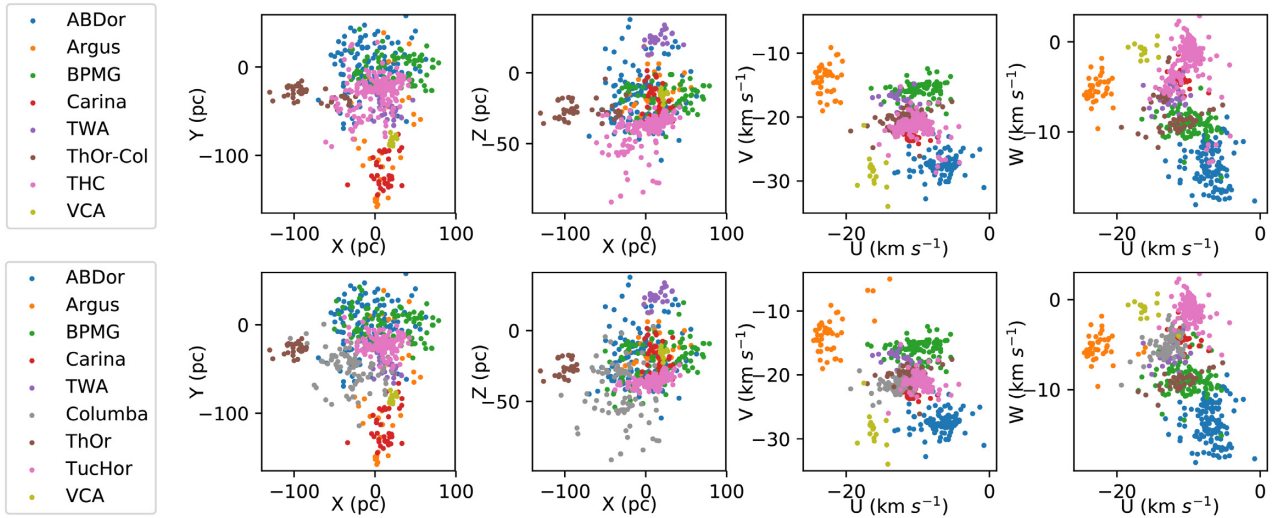 ABDor
Argus
BPMG
Carina
TWA
ThOr-Col
THC
VCA
Y (pc)
0
−100
−100 0 100
X (pc)
Z (pc)
0
−50
−100 0 100
X (pc)
V (km s⁻¹)
−10
−20
−30
−20 0
U (km s⁻¹)
W (km s⁻¹)
0
−10
−20 0
U (km s⁻¹)
ABDor
Argus
BPMG
Carina
TWA
Columba
ThOr
TucHor
VCA
Y (pc)
0
−100
−100 0 100
X (pc)
Z (pc)
0
−50
−100 0 100
X (pc)
V (km s⁻¹)
−10
−20
−30
−20 0
U (km s⁻¹)
W (km s⁻¹)
0
−10
−20 0
U (km s⁻¹)